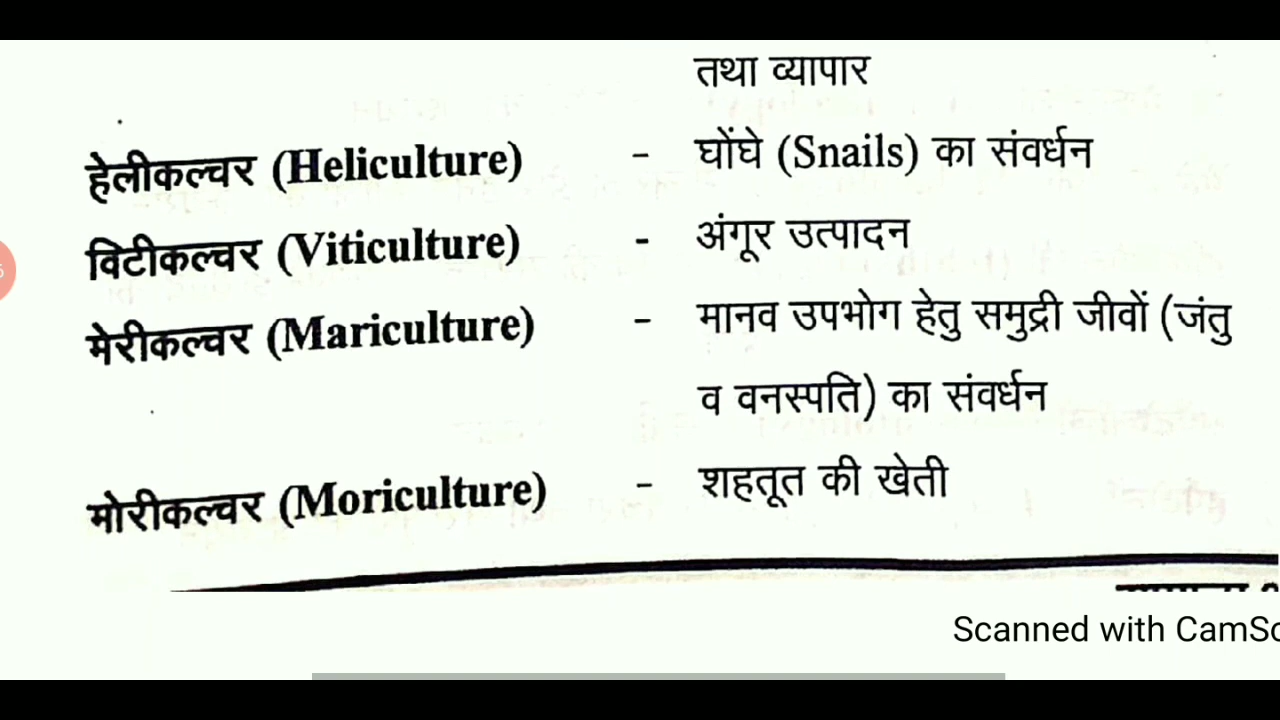 तथा व्यापार
हेलीकल्चर (Heliculture) - घोंघे (Snails) का संवर्धन
विटीकल्चर (Viticulture) - अंगूर उत्पादन
मेरीकल्चर (Mariculture) - मानव उपभोग हेतु समुद्री जीवों (जंतु
व वनस्पति) का संवर्धन
मोरीकल्चर (Moriculture) - शहतूत की खेती
Scanned with